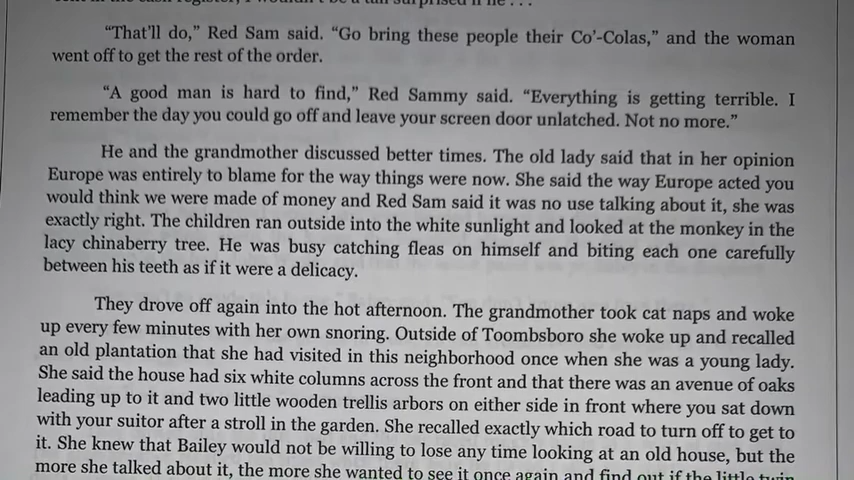 "That'll do," Red Sam said. "Go bring these people their Co'-Colas," and the woman
went off to get the rest of the order.
"A good man is hard to find," Red Sammy said. "Everything is getting terrible. I
remember the day you could go off and leave your screen door unlatched. Not no more."
He and the grandmother discussed better times. The old lady said that in her opinion
Europe was entirely to blame for the way things were now. She said the way Europe acted you
would think we were made of money and Red Sam said it was no use talking about it, she was
exactly right. The children ran outside into the white sunlight and looked at the monkey in the
lacy chinaberry tree. He was busy catching fleas on himself and biting each one carefully
between his teeth as if it were a delicacy.
They drove off again into the hot afternoon. The grandmother took cat naps and woke
up every few minutes with her own snoring. Outside of Toombsboro she woke up and recalled
an old plantation that she had visited in this neighborhood once when she was a young lady.
She said the house had six white columns across the front and that there was an avenue of oaks
leading up to it and two little wooden trellis arbors on either side in front where you sat down
with your suitor after a stroll in the garden. She recalled exactly which road to turn off to get to
it. She knew that Bailey would not be willing to lose any time looking at an old house, but the
more she talked about it, the more she wanted to see it once again and find out if the little twin